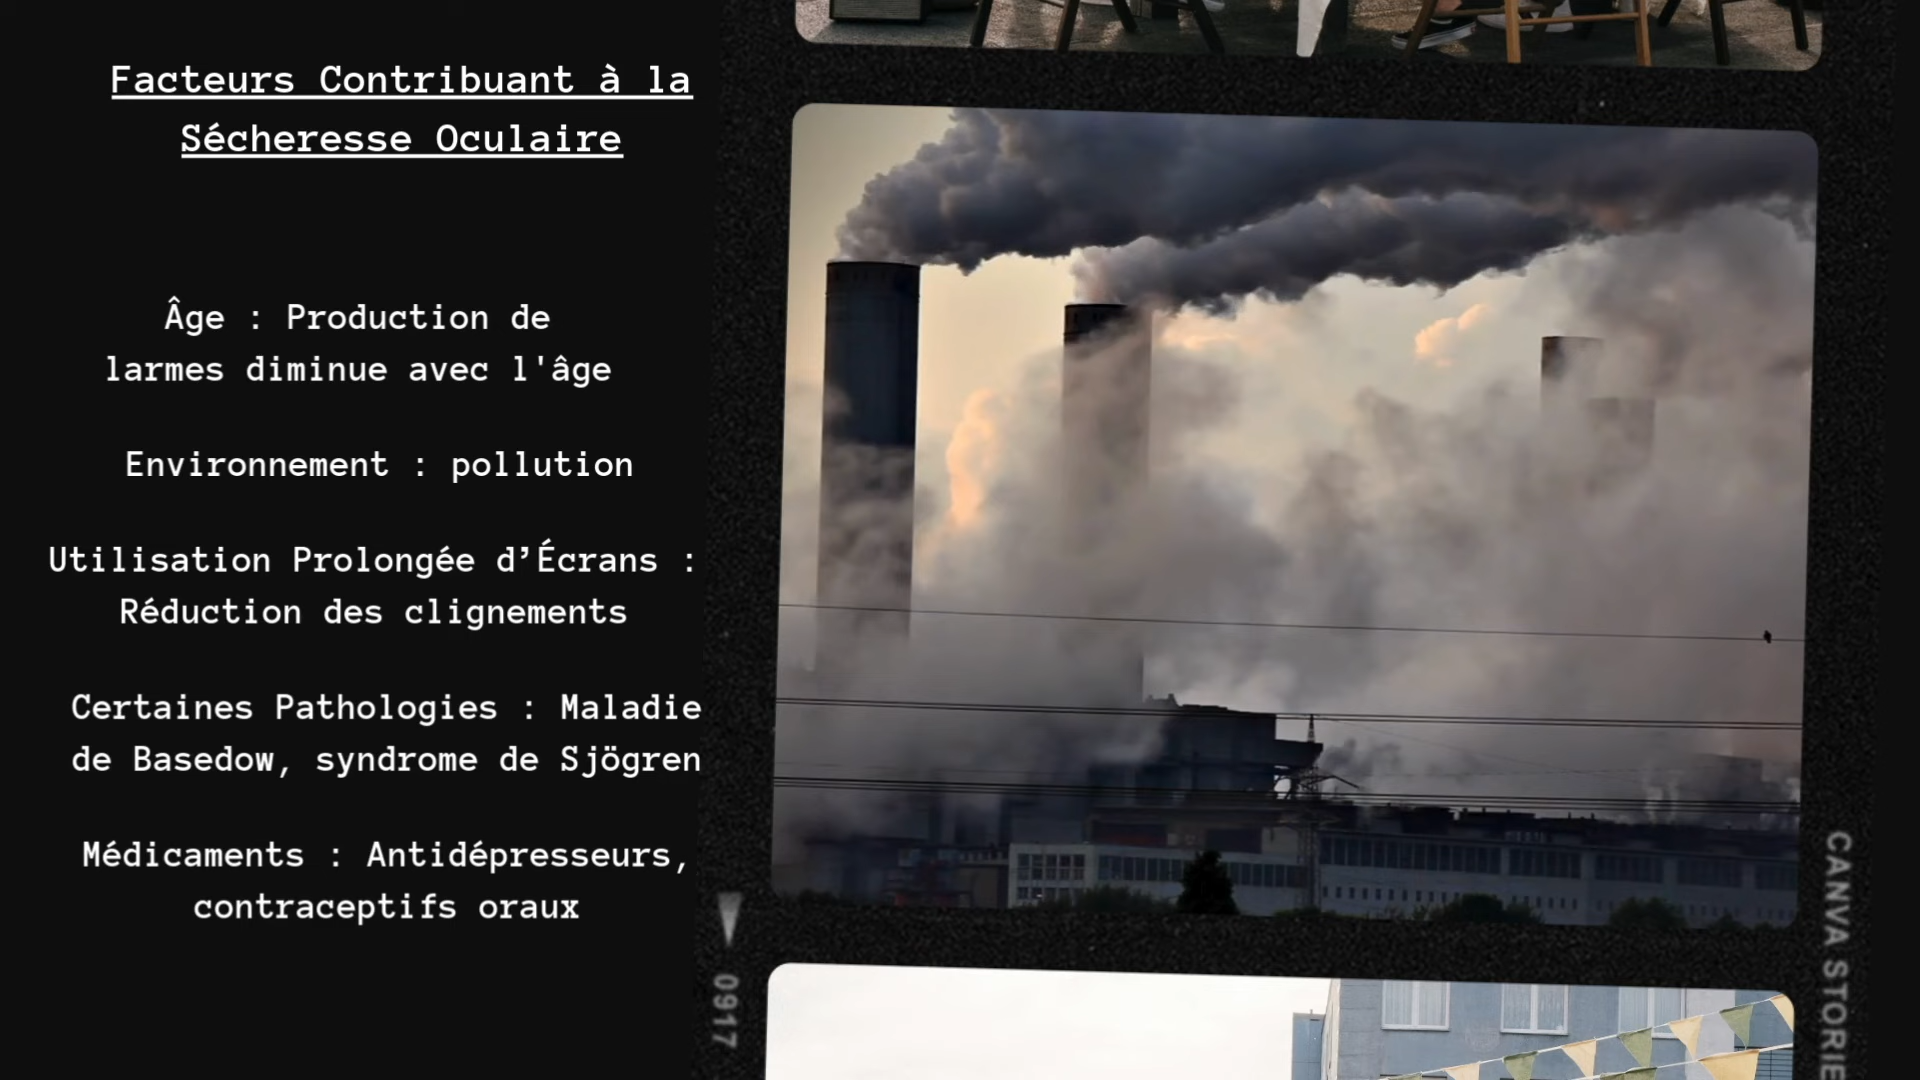 Facteurs Contribuant à la
Sécheresse Oculaire
Âge : Production de
larmes diminue avec l'âge
Environnement : pollution
Utilisation Prolongée d’Écrans :
Réduction des clignements
Certaines Pathologies : Maladie
de Basedow, syndrome de Sjögren
Médicaments : Antidépresseurs,
contraceptifs oraux
0917
CANVA STORIE